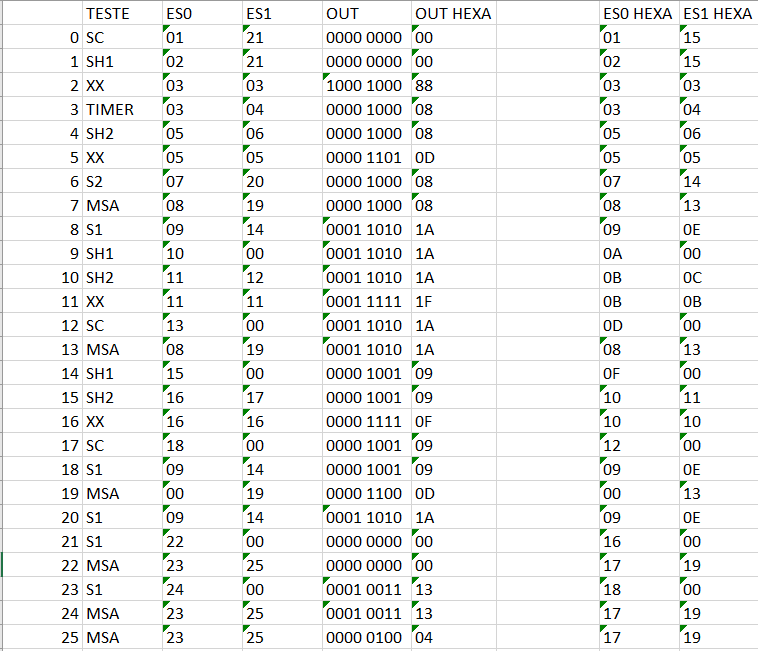 TESTE ES0 ES1 OUT OUT HEXA ES0 HEXA ES1 HEXA
0 SC 01 21 0000 0000 00 01 15
1 SH1 02 21 0000 0000 00 02 15
2 XX 03 03 1000 1000 88 03 03
3 TIMER 03 04 0000 1000 08 03 04
4 SH2 05 06 0000 1000 08 05 06
5 XX 05 05 0000 1101 0D 05 05
6 S2 07 20 0000 1000 08 07 14
7 MSA 08 19 0000 1000 08 08 13
8 S1 09 14 0001 1010 1A 09 0E
9 SH1 10 00 0001 1010 1A 0A 00
10 SH2 11 12 0001 1010 1A 0B 0C
11 XX 11 11 0001 1111 1F 0B 0B
12 SC 13 00 0001 1010 1A 0D 00
13 MSA 08 19 0001 1010 1A 08 13
14 SH1 15 00 0000 1001 09 0F 00
15 SH2 16 17 0000 1001 09 10 11
16 XX 16 16 0000 1111 0F 10 10
17 SC 18 00 0000 1001 09 12 00
18 S1 09 14 0000 1001 09 09 0E
19 MSA 00 19 0000 1100 0D 00 13
20 S1 09 14 0001 1010 1A 09 0E
21 S1 22 00 0000 0000 00 16 00
22 MSA 23 25 0000 0000 00 17 19
23 S1 24 00 0001 0011 13 18 00
24 MSA 23 25 0001 0011 13 17 19
25 MSA 23 25 0000 0100 04 17 19